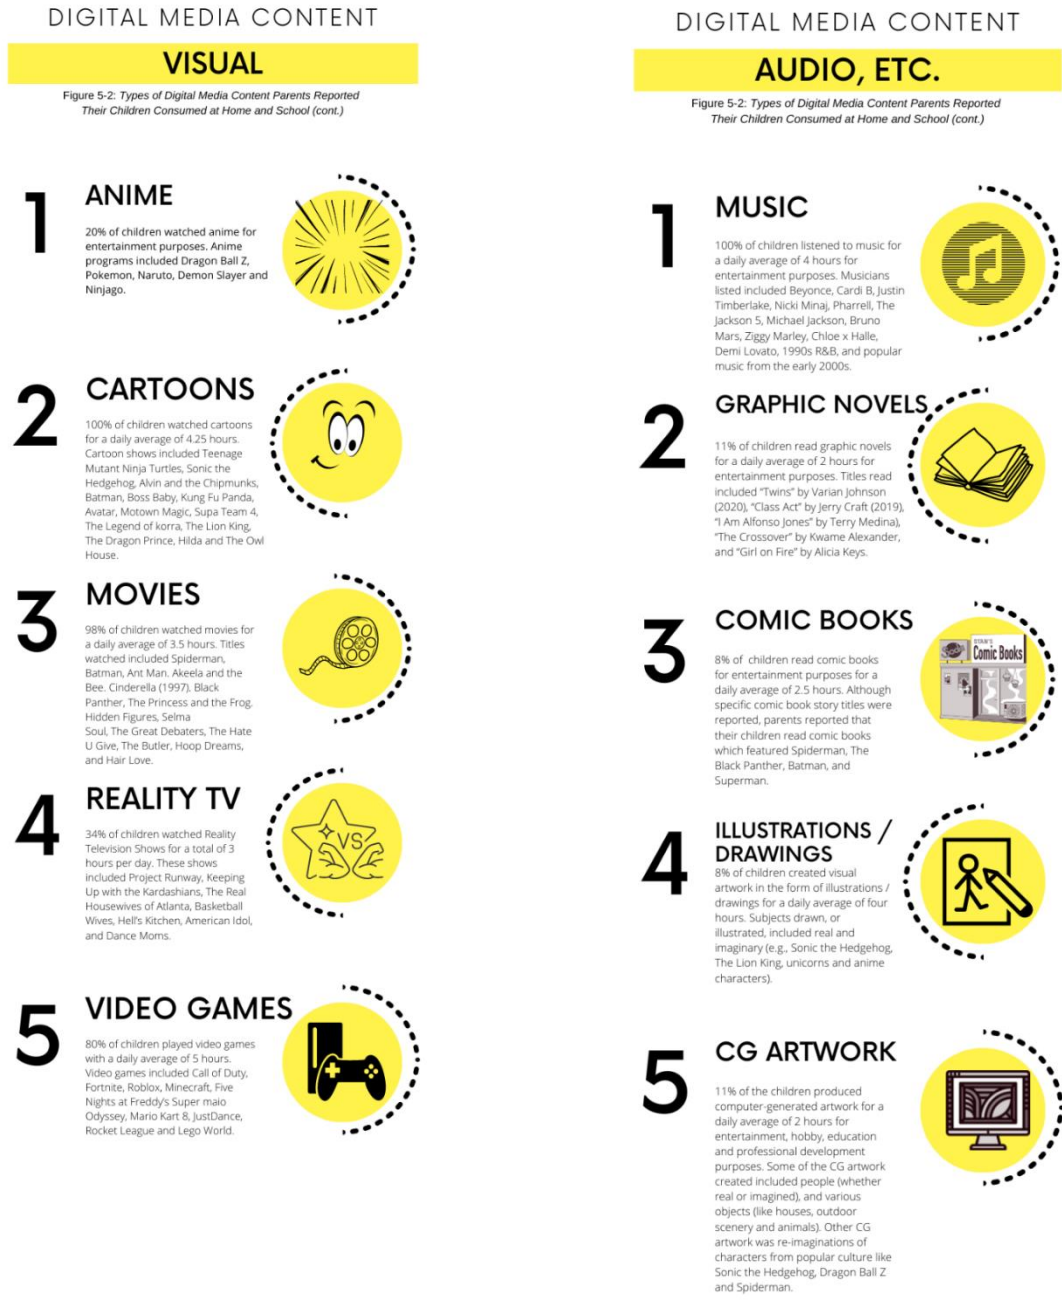 DIGITAL MEDIA CONTENT
VISUAL
Figure 5-2: Types of Digital Media Content Parents Reported
Their Children Consumed at Home and School (cont.)
1
ANIME
20% of children watched anime for
entertainment purposes. Anime
programs included Dragon Ball Z,
Pokemon, Naruto, Demon Slayer and
Ninjago.
2
CARTOONS
100% of children watched cartoons
for a daily average of 4.25 hours.
Cartoon shows included Teenage
Mutant Ninja Turtles, Sonic the
Hedgehog, Alvin and the Chipmunks,
Batman, Boss Baby, Kung Fu Panda,
Avatar, Motown Magic, Supa Team 4,
The Legend of korra, The Lion King,
The Dragon Prince, Hilda and The Owl
House.
3
MOVIES
98% of children watched movies for
a daily average of 3.5 hours. Titles
watched included Spiderman,
Batman, Ant Man. Akeela and the
Bee. Cinderella (1997). Black
Panther, The Princess and the Frog.
Hidden Figures, Selma
Soul, The Great Debaters, The Hate
U Give, The Butler, Hoop Dreams,
and Hair Love.
4
REALITY TV
34% of children watched Reality
Television Shows for a total of 3
hours per day. These shows
included Project Runway, Keeping
Up with the Kardashians, The Real
Housewives of Atlanta, Basketball
Wives, Hell's Kitchen, American Idol,
and Dance Moms.
VS
5
VIDEO GAMES
80% of children played video games
with a daily average of 5 hours.
Video games included Call of Duty,
Fortnite, Roblox, Minecraft, Five
Nights at Freddy's Super maio
Odyssey, Mario Kart 8, JustDance,
Rocket League and Lego World.
DIGITAL MEDIA CONTENT
AUDIO, ETC.
Figure 5-2: Types of Digital Media Content Parents Reported
Their Children Consumed at Home and School (cont.)
1
MUSIC
100% of children listened to music for
a daily average of 4 hours for
entertainment purposes. Musicians
listed included Beyonce, Cardi B, Justin
Timberlake, Nicki Minaj, Pharrell, The
Jackson 5, Michael Jackson, Bruno
Mars, Ziggy Marley, Chloe x Halle,
Demi Lovato, 1990s R&B, and popular
music from the early 2000s.
2
GRAPHIC NOVELS
11% of children read graphic novels
for a daily average of 2 hours for
entertainment purposes. Titles read
included "Twins" by Varian Johnson
(2020), "Class Act" by Jerry Craft (2019),
"I Am Alfonso Jones" by Terry Medina),
"The Crossover" by Kwame Alexander,
and "Girl on Fire" by Alicia Keys.
3
COMIC BOOKS
8% of children read comic books
for entertainment purposes for a
daily average of 2.5 hours. Although
specific comic book story titles were
reported, parents reported that
their children read comic books
which featured Spiderman, The
Black Panther, Batman, and
Superman.
Comic Books
4
ILLUSTRATIONS /
DRAWINGS
8% of children created visual
artwork in the form of illustrations /
drawings for a daily average of four
hours. Subjects drawn, or
illustrated, included real and
imaginary (e.g., Sonic the Hedgehog,
The Lion King, unicorns and anime
characters).
5
CG ARTWORK
11% of the children produced
computer-generated artwork for a
daily average of 2 hours for
entertainment, hobby, education
and professional development
purposes. Some of the CG artwork
created included people (whether
real or imagined), and various
objects (like houses, outdoor
scenery and animals). Other CG
artwork was re-imaginations of
characters from popular culture like
Sonic the Hedgehog, Dragon Ball Z
and Spiderman.